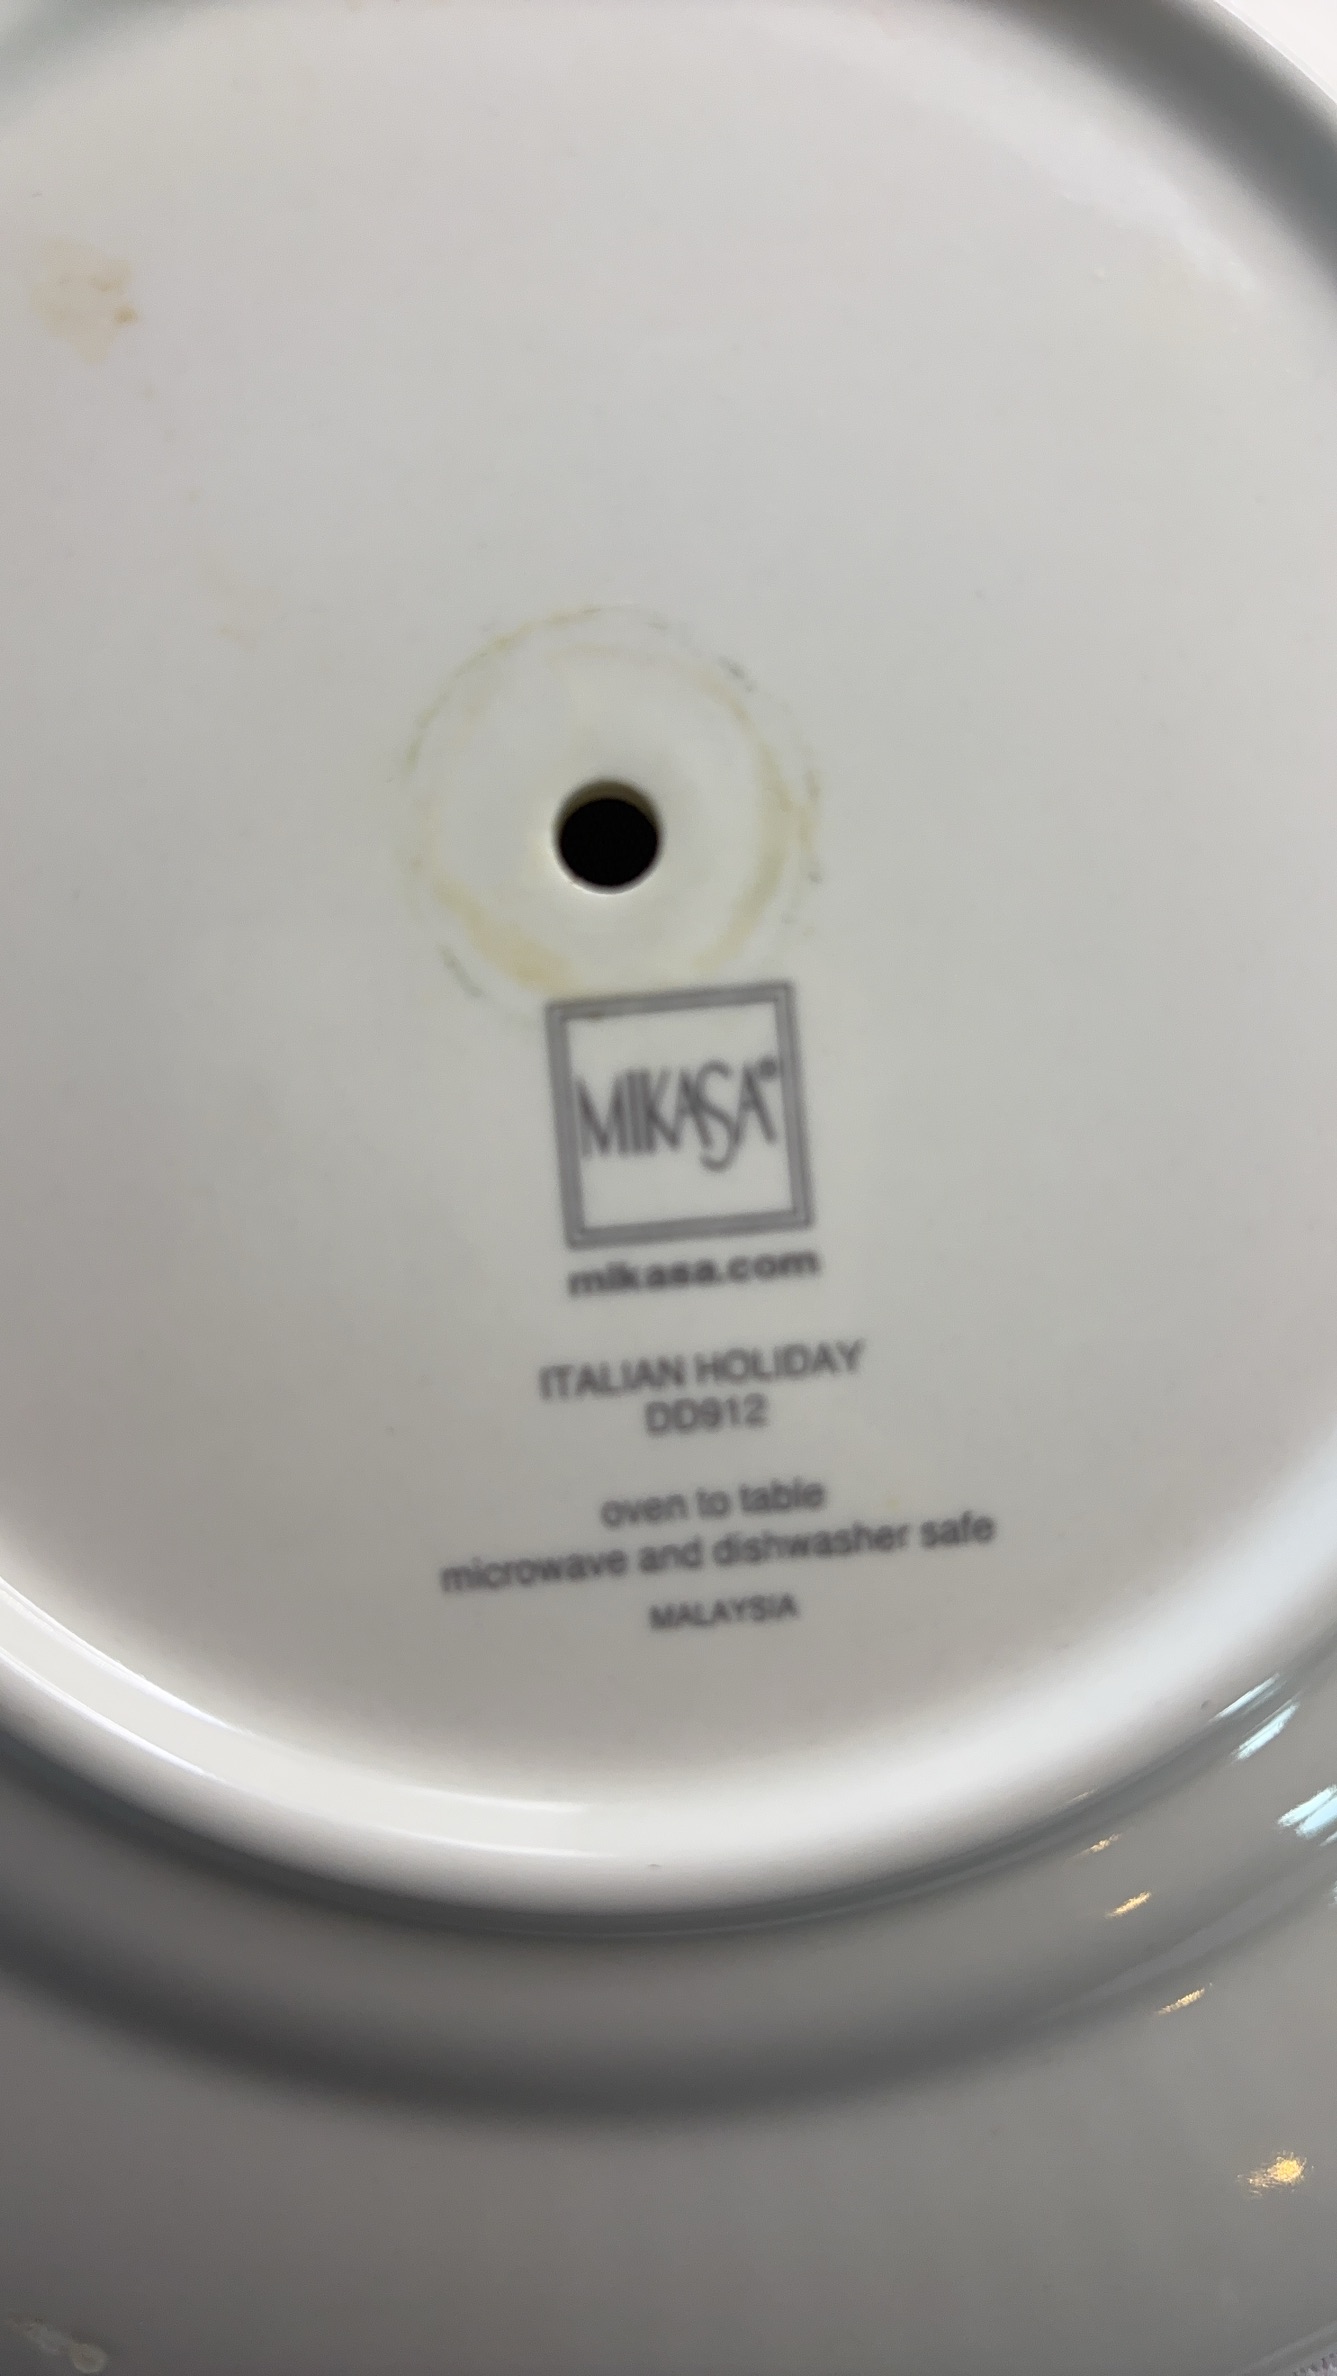 MIKASA®
mikasa.com
ITALIAN HOLIDAY
DD912
oven to table
microwave and dishwasher safe
MALAYSIA